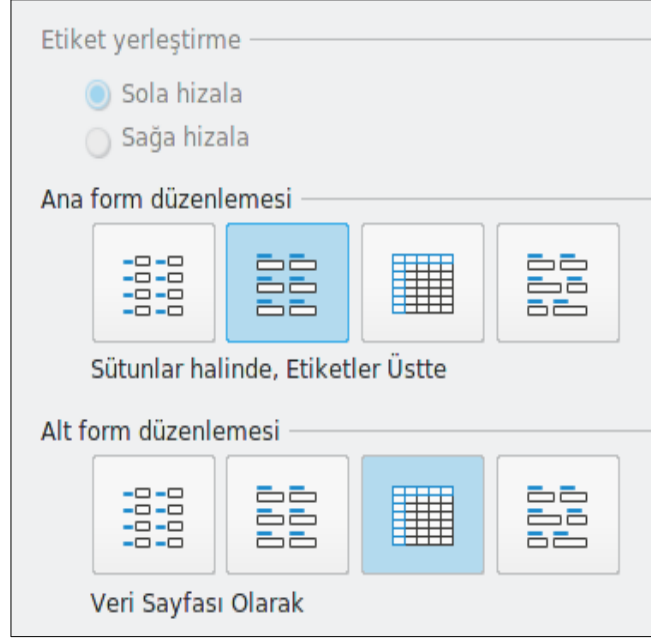 Etiket yerleştirme
Sola hizala
Sağa hizala
Ana form düzenlemesi
Sütunlar halinde, Etiketler Üstte
Alt form düzenlemesi
Veri Sayfası Olarak